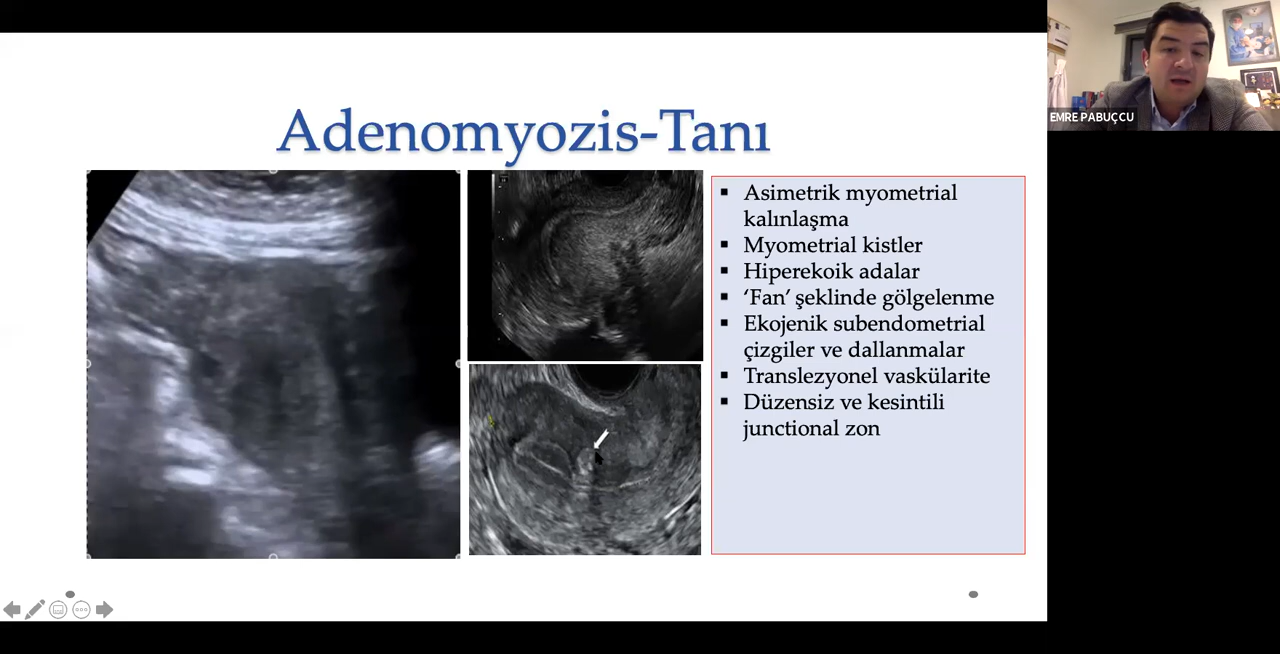 Adenomyozis-Tanı
Asimetrik myometrial
kalınlaşma
Myometrial kistler
Hiperekoik adalar
‘Fan’ şeklinde gölgelenme
Ekojenik subendometrial
çizgiler ve dallanmalar
Translezyonel vaskülarite
Düzensiz ve kesintili
junctional zon
EMRE PABUÇCU